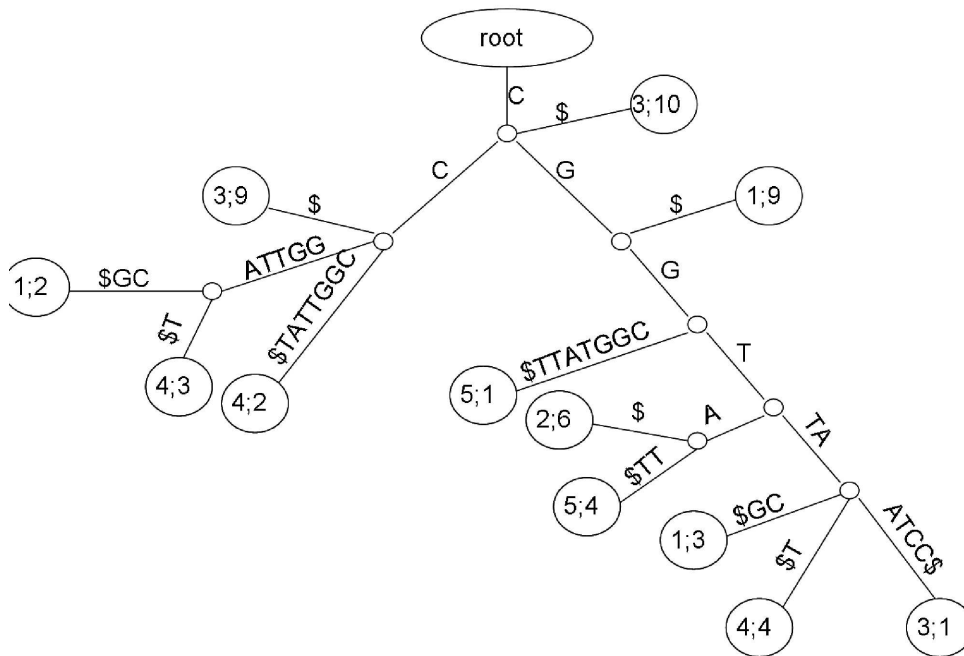 root
C
$
3;10
C
G
3;9
$
$
1;9
ATTGG
1;2
$GC
G
$TATTGGC
$T
4;3
4;2
$TTATGGC
T
5;1
2;6
$
A
TA
$TT
5;4
$GC
1;3
ATCC$
$T
4;4
3;1